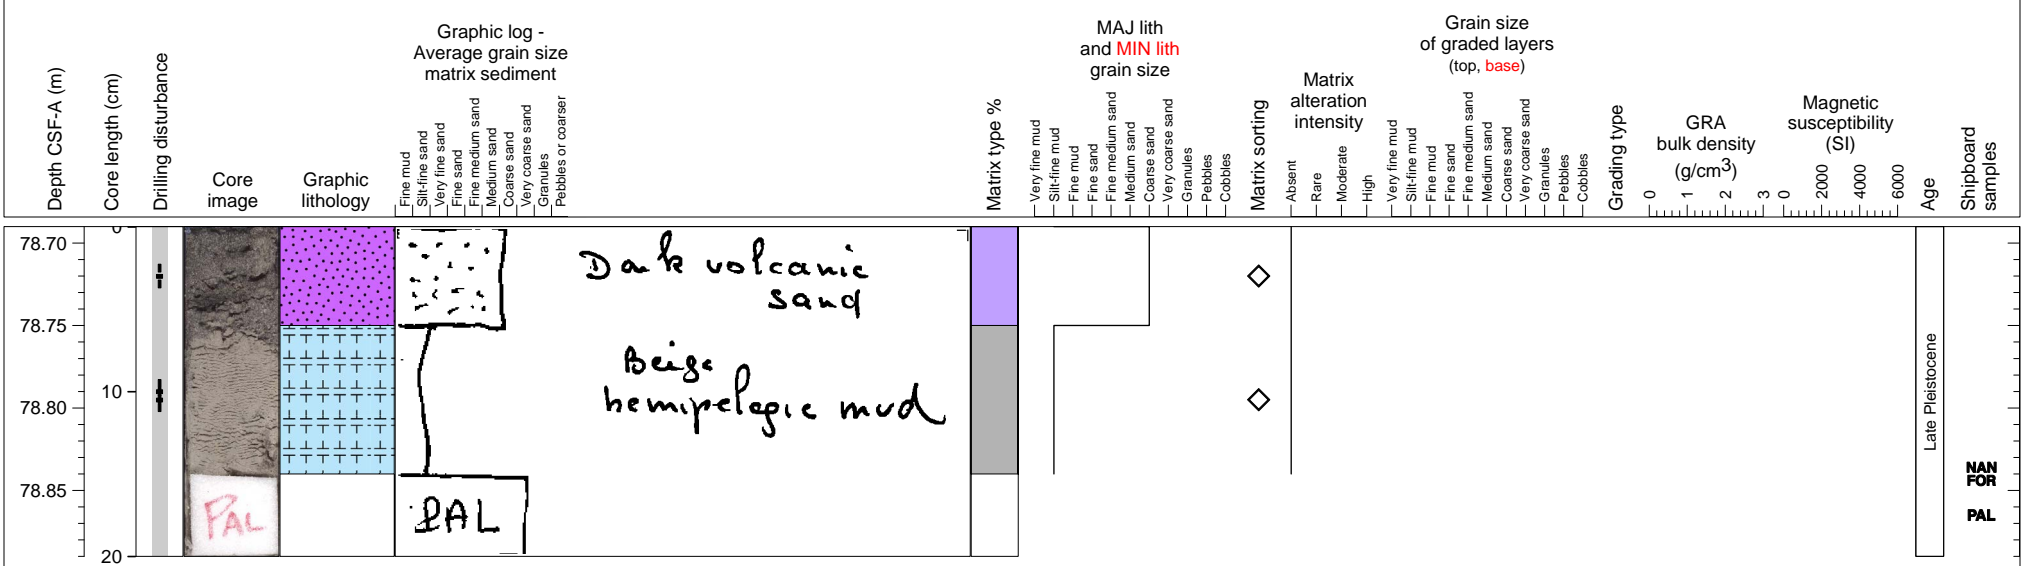 Depth CSF-A (m)
Core length (cm)
Drilling disturbance
Core
image
Graphic
lithology
Graphic log -
Average grain size
matrix sediment
Fine mud
Silt-fine sand
Very fine sand
Fine sand
Fine medium sand
Medium sand
Coarse sand
Very coarse sand
Granules
Pebbles or coarser
Matrix type %
MAJ lith
and MIN lith
grain size
Very fine mud
Silt-fine mud
Fine mud
Fine sand
Fine medium sand
Medium sand
Coarse sand
Very coarse sand
Granules
Pebbles
Cobbles
Matrix sorting
Matrix
alteration
intensity
Absent
Rare
Moderate
High
Grain size
of graded layers
(top, base)
Very fine mud
Silt-fine mud
Fine mud
Fine sand
Fine medium sand
Medium sand
Coarse sand
Very coarse sand
Granules
Pebbles
Cobbles
Grading type
GRA
bulk density
(g/cm3)
0 1 2 3
Magnetic
susceptibility
(SI)
0 2000 4000 6000
Age
Shipboard
samples
78.70
78.75
78.80
78.85
0
10
20
PAL
Dark volcanic
sand
Beige
hemipelagic mud
PAL
Late Pleistocene
NAN
FOR
PAL